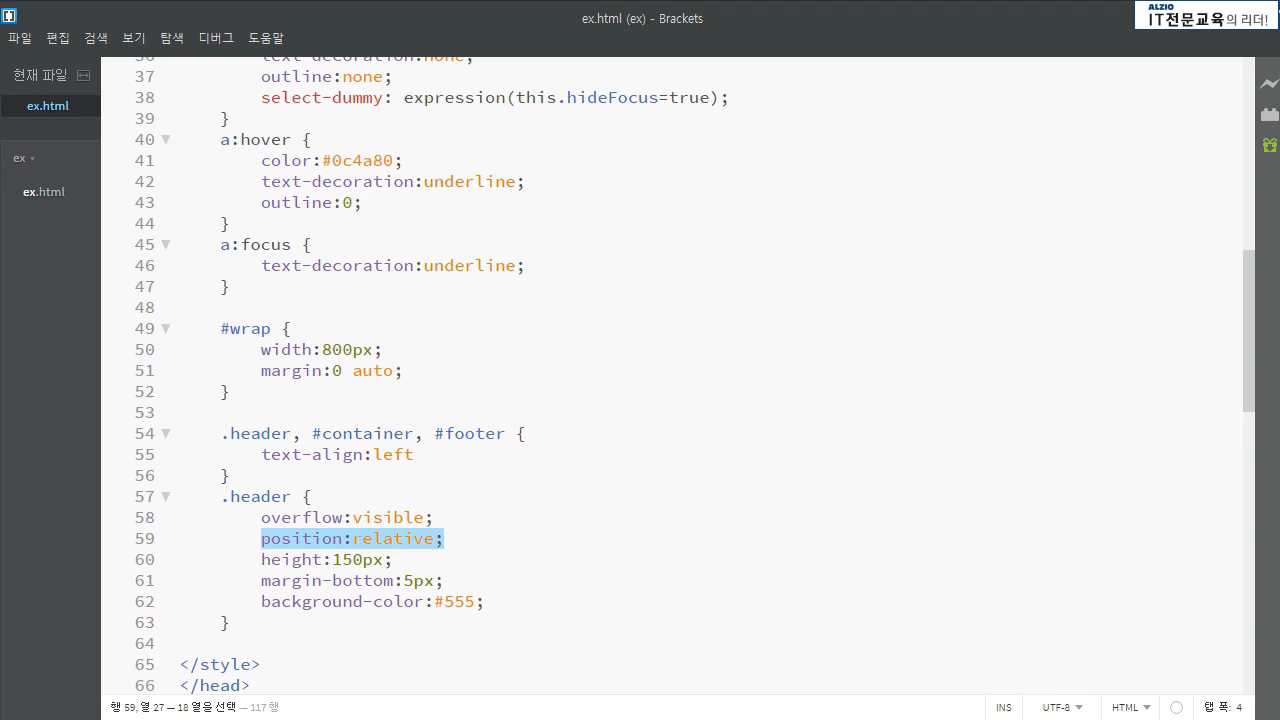 ex.html (ex) - Brackets
ALZIO
IT전문교육의 리더!
파일 편집 검색 보기 탐색 디버그 도움말
현재 파일
ex.html
ex
ex.html
36 text-decoration:none;
37 outline:none;
38 select-dummy: expression(this.hideFocus=true);
39 }
40 a:hover {
41 color:#0c4a80;
42 text-decoration:underline;
43 outline:0;
44 }
45 a:focus {
46 text-decoration:underline;
47 }
48
49 #wrap {
50 width:800px;
51 margin:0 auto;
52 }
53
54 .header, #container, #footer {
55 text-align:left
56 }
57 .header {
58 overflow:visible;
59 position:relative;
60 height:150px;
61 margin-bottom:5px;
62 background-color:#555;
63 }
64
65 </style>
66 </head>
행 59, 열 27 — 18 열을 선택 — 117 행
INS UTF-8 HTML 탭 폭: 4